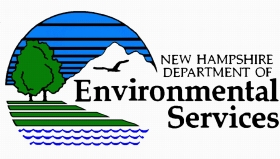 NEW HAMPSHIRE
DEPARTMENT OF
Environmental
Services